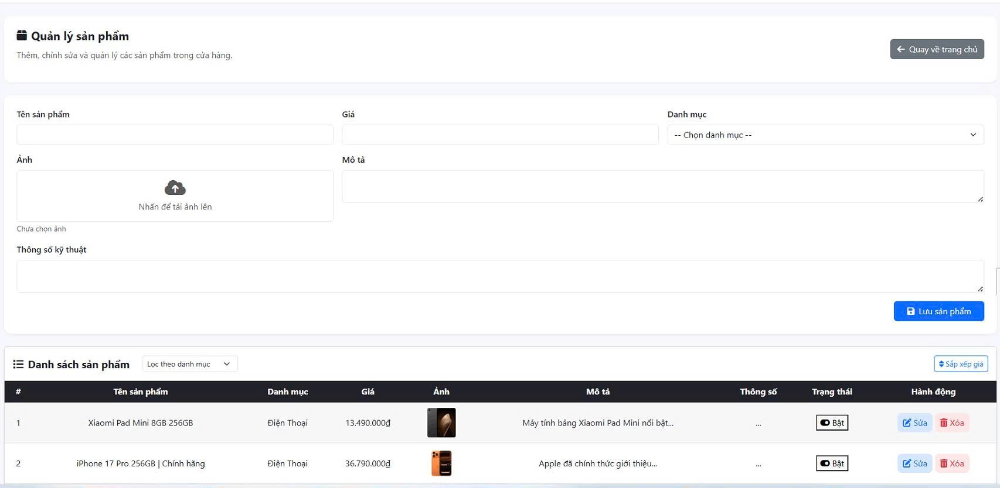 Quản lý sản phẩm
Thêm, chỉnh sửa và quản lý các sản phẩm trong cửa hàng.
Quay về trang chủ
Tên sản phẩm
Giá
Danh mục
-- Chọn danh mục --
Ảnh
Mô tả
Nhấn để tải ảnh lên
Chưa chọn ảnh
Thông số kỹ thuật
Lưu sản phẩm
Danh sách sản phẩm
Lọc theo danh mục
Sắp xếp giá
# Tên sản phẩm Danh mục Giá Ảnh Mô tả Thông số Trạng thái Hành động
1 Xiaomi Pad Mini 8GB 256GB Điện Thoại 13.490.000₫ Máy tính bảng Xiaomi Pad Mini nổi bật... ... Bật Sửa Xóa
2 iPhone 17 Pro 256GB | Chính hãng Điện Thoại 36.790.000₫ Apple đã chính thức giới thiệu... ... Bật Sửa Xóa